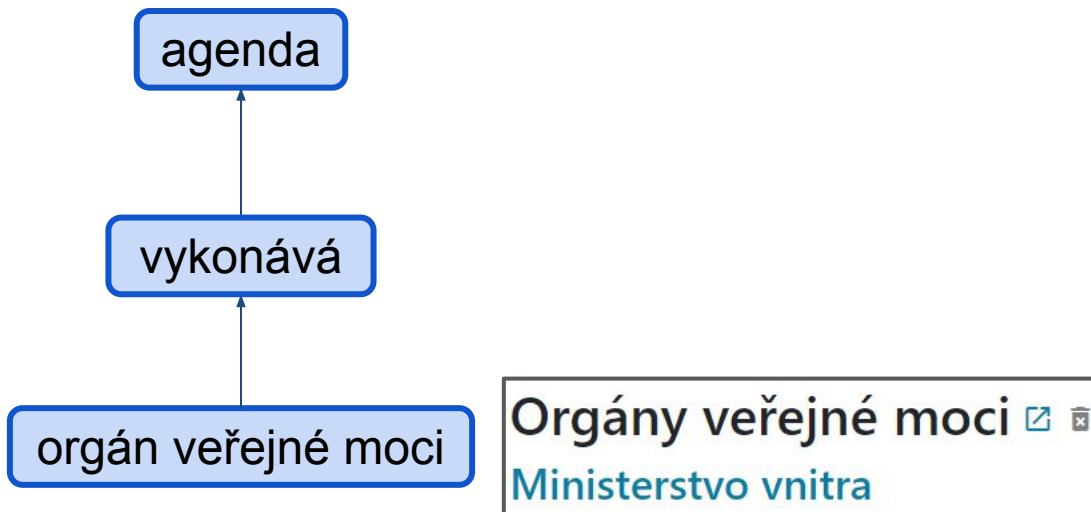 agenda
vykonává
orgán veřejné moci
Orgány veřejné moci
Ministerstvo vnitra